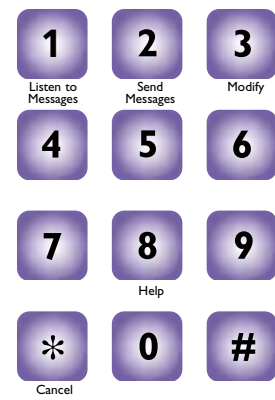 1 2 3
Listen to Messages Send Messages Modify
4 5 6
7 8 9
Help
* 0 #
Cancel